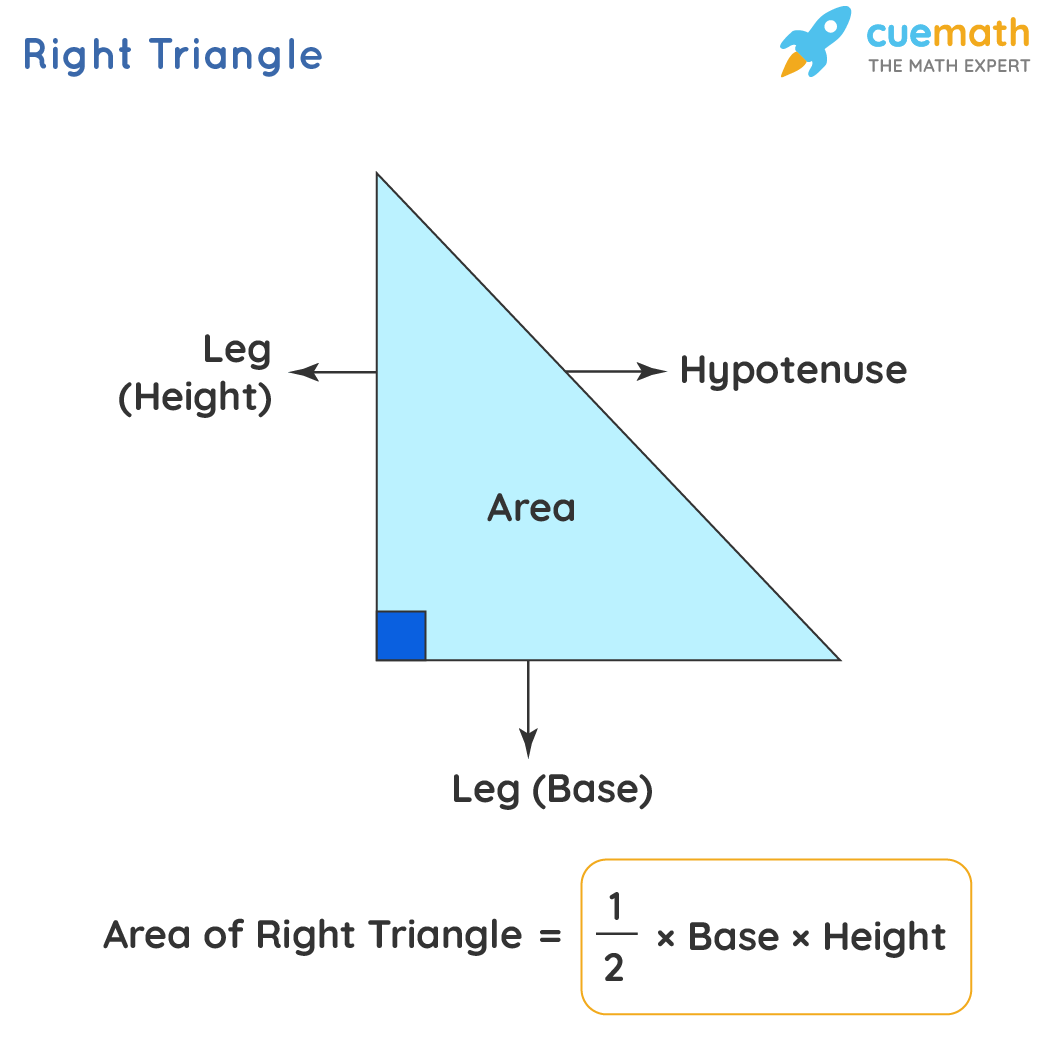 Right Triangle
cuemath
THE MATH EXPERT
Leg
(Height)
Hypotenuse
Area
Leg (Base)
Area of Right Triangle = 1/2 × Base × Height